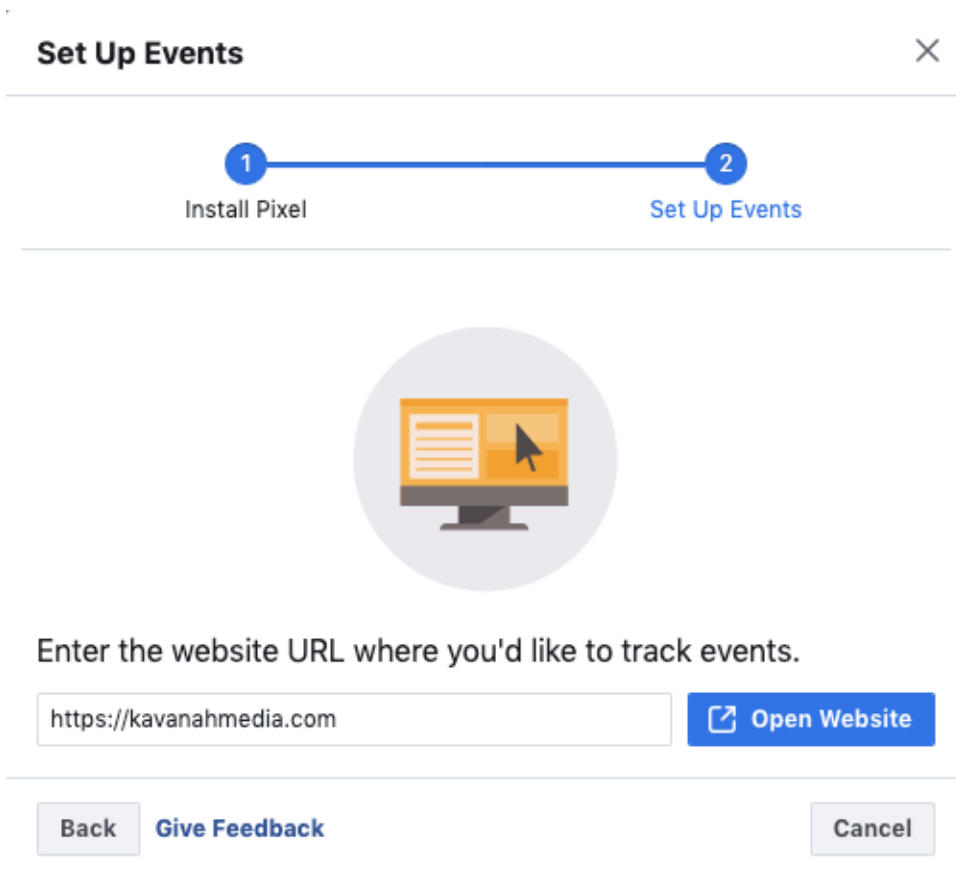 Set Up Events
1
2
Install Pixel
Set Up Events
Enter the website URL where you'd like to track events.
https://kavanahmedia.com
Open Website
Back
Give Feedback
Cancel